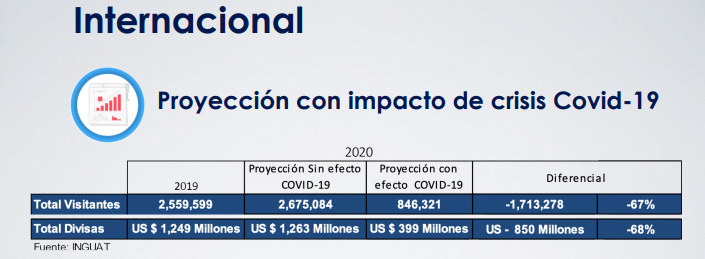 Internacional
Proyección con impacto de crisis Covid-19
2020
2019 Proyección Sin efecto COVID-19 Proyección con efecto COVID-19 Diferencial
Total Visitantes 2,559,599 2,675,084 846,321 -1,713,278 -67%
Total Divisas US $ 1,249 Millones US $ 1,263 Millones US $ 399 Millones US - 850 Millones -68%
Fuente: INGUAT